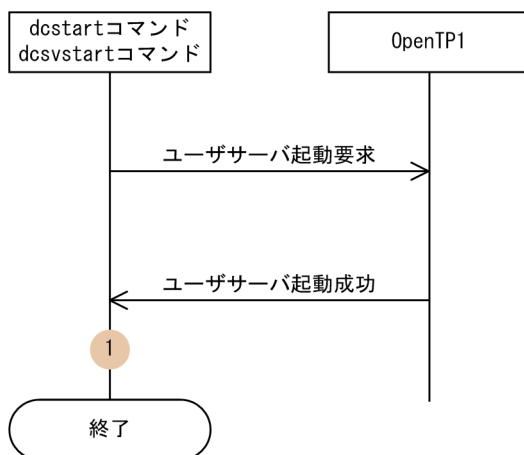 dcstartコマンド
dcsvstartコマンド
OpenTP1
ユーザサーバ起動要求
ユーザサーバ起動成功
1
終了